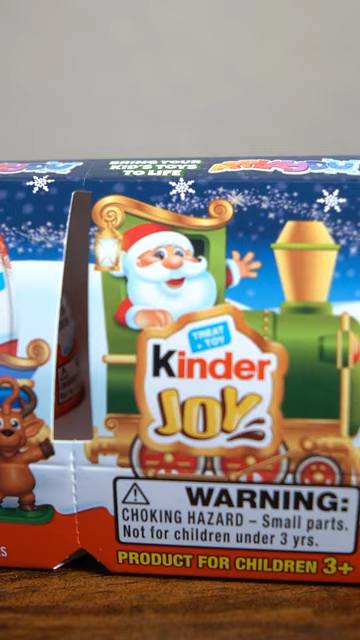 BRING YOUR
KID'S TOYS
TO LIFE
TREAT
+ TOY
Kinder
JOY
WARNING:
CHOKING HAZARD – Small parts.
Not for children under 3 yrs.
PRODUCT FOR CHILDREN 3+